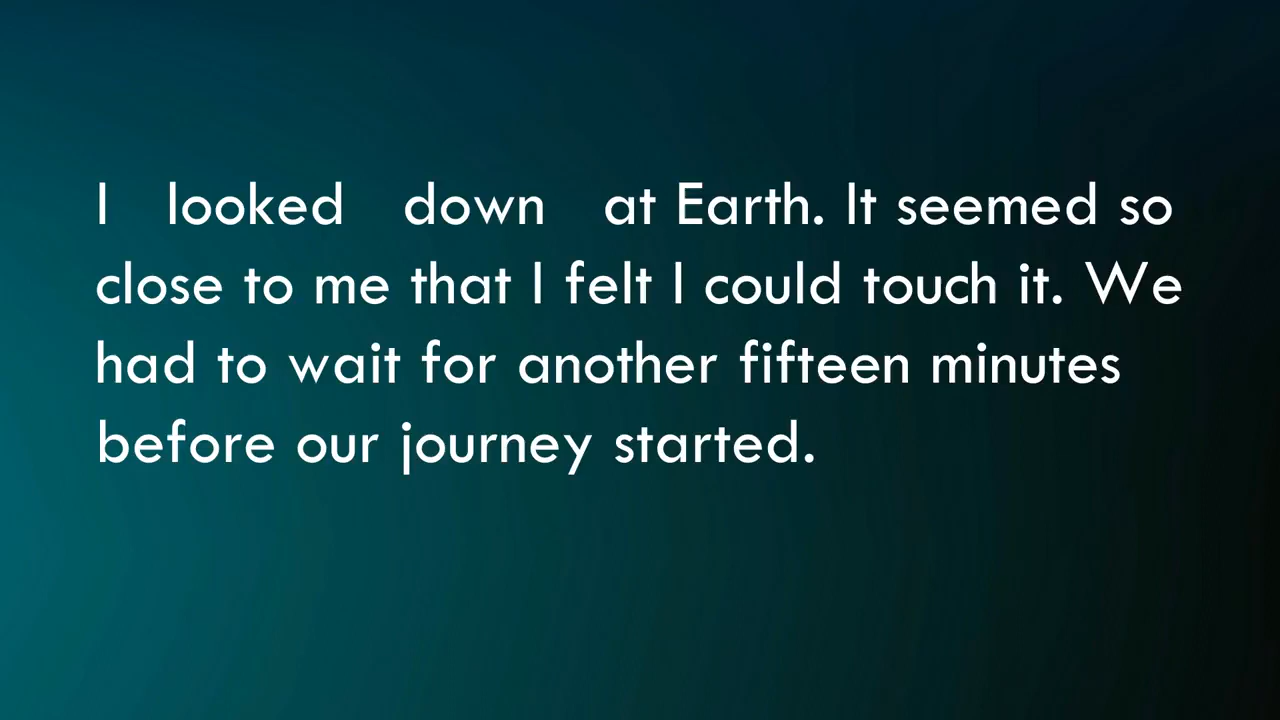 I looked down at Earth. It seemed so
close to me that I felt I could touch it. We
had to wait for another fifteen minutes
before our journey started.